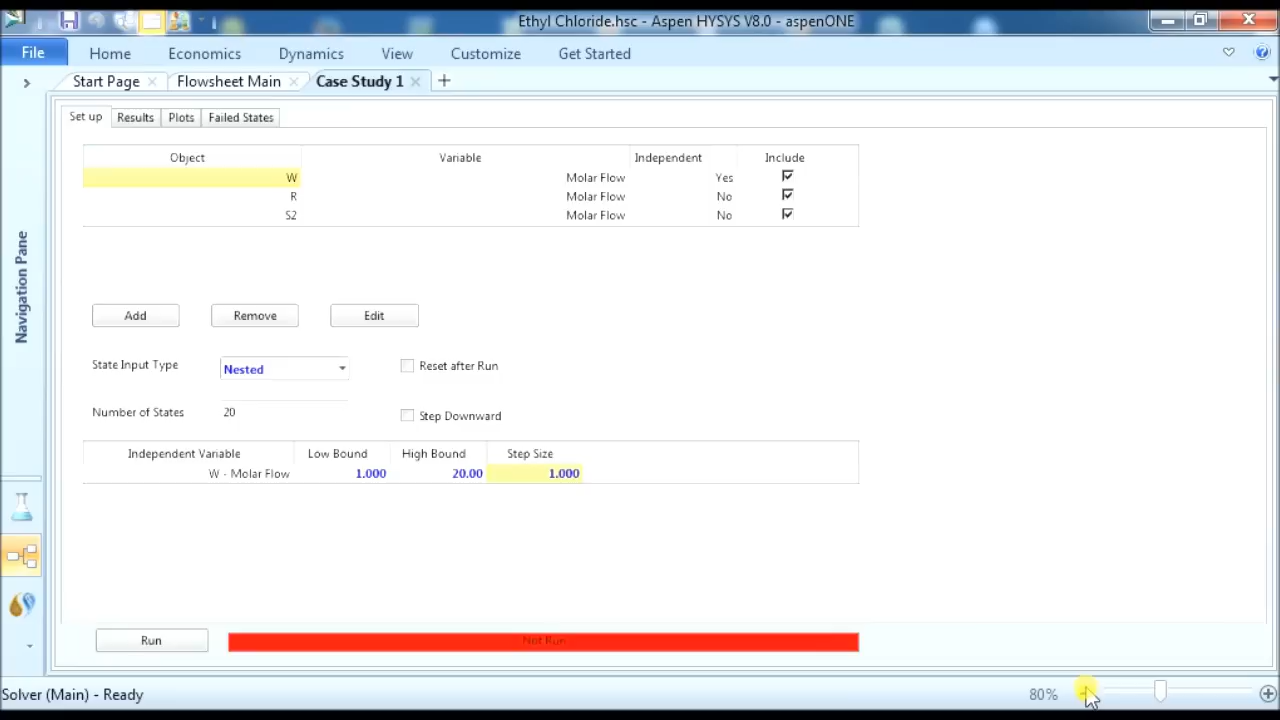 Ethyl Chloride.hsc - Aspen HYSYS V8.0 - aspenONE
File Home Economics Dynamics View Customize Get Started
Start Page Flowsheet Main Case Study 1
Set up Results Plots Failed States
Object Variable Independent Include
W Molar Flow Yes
R Molar Flow No
S2 Molar Flow No
Navigation Pane
Add Remove Edit
State Input Type Nested Reset after Run
Number of States 20 Step Downward
Independent Variable Low Bound High Bound Step Size
W - Molar Flow 1.000 20.00 1.000
Run Not Run
Solver (Main) - Ready 80%